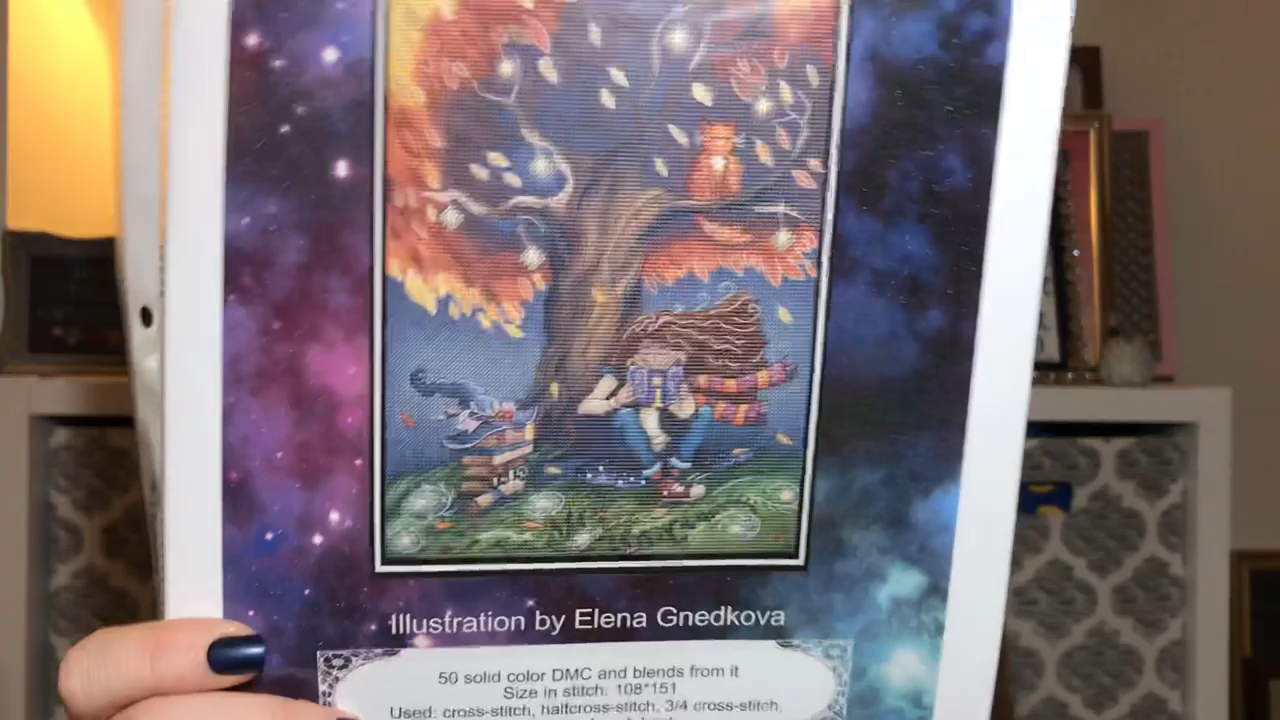 Illustration by Elena Gnedkova
50 solid color DMC and blends from it
Size in stitch: 108*151
Used: cross-stitch, halfcross-stitch, 3/4 cross-stitch,